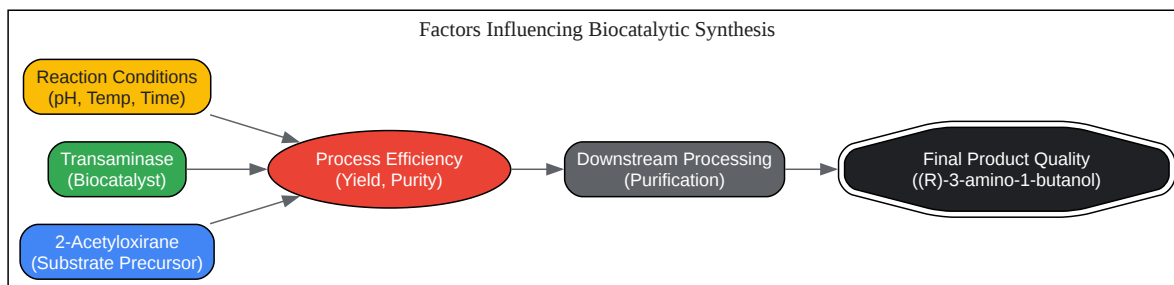 Factors Influencing Biocatalytic Synthesis
Reaction Conditions
(pH, Temp, Time)
Transaminase
(Biocatalyst)
2-Acetyloxirane
(Substrate Precursor)
Process Efficiency
(Yield, Purity)
Downstream Processing
(Purification)
Final Product Quality
((R)-3-amino-1-butanol)